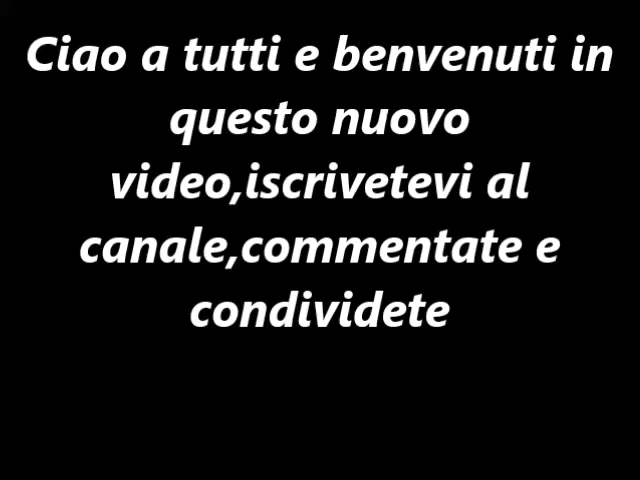 Ciao a tutti e benvenuti in
questo nuovo
video,iscrivetevi al
canale,commentate e
condividete